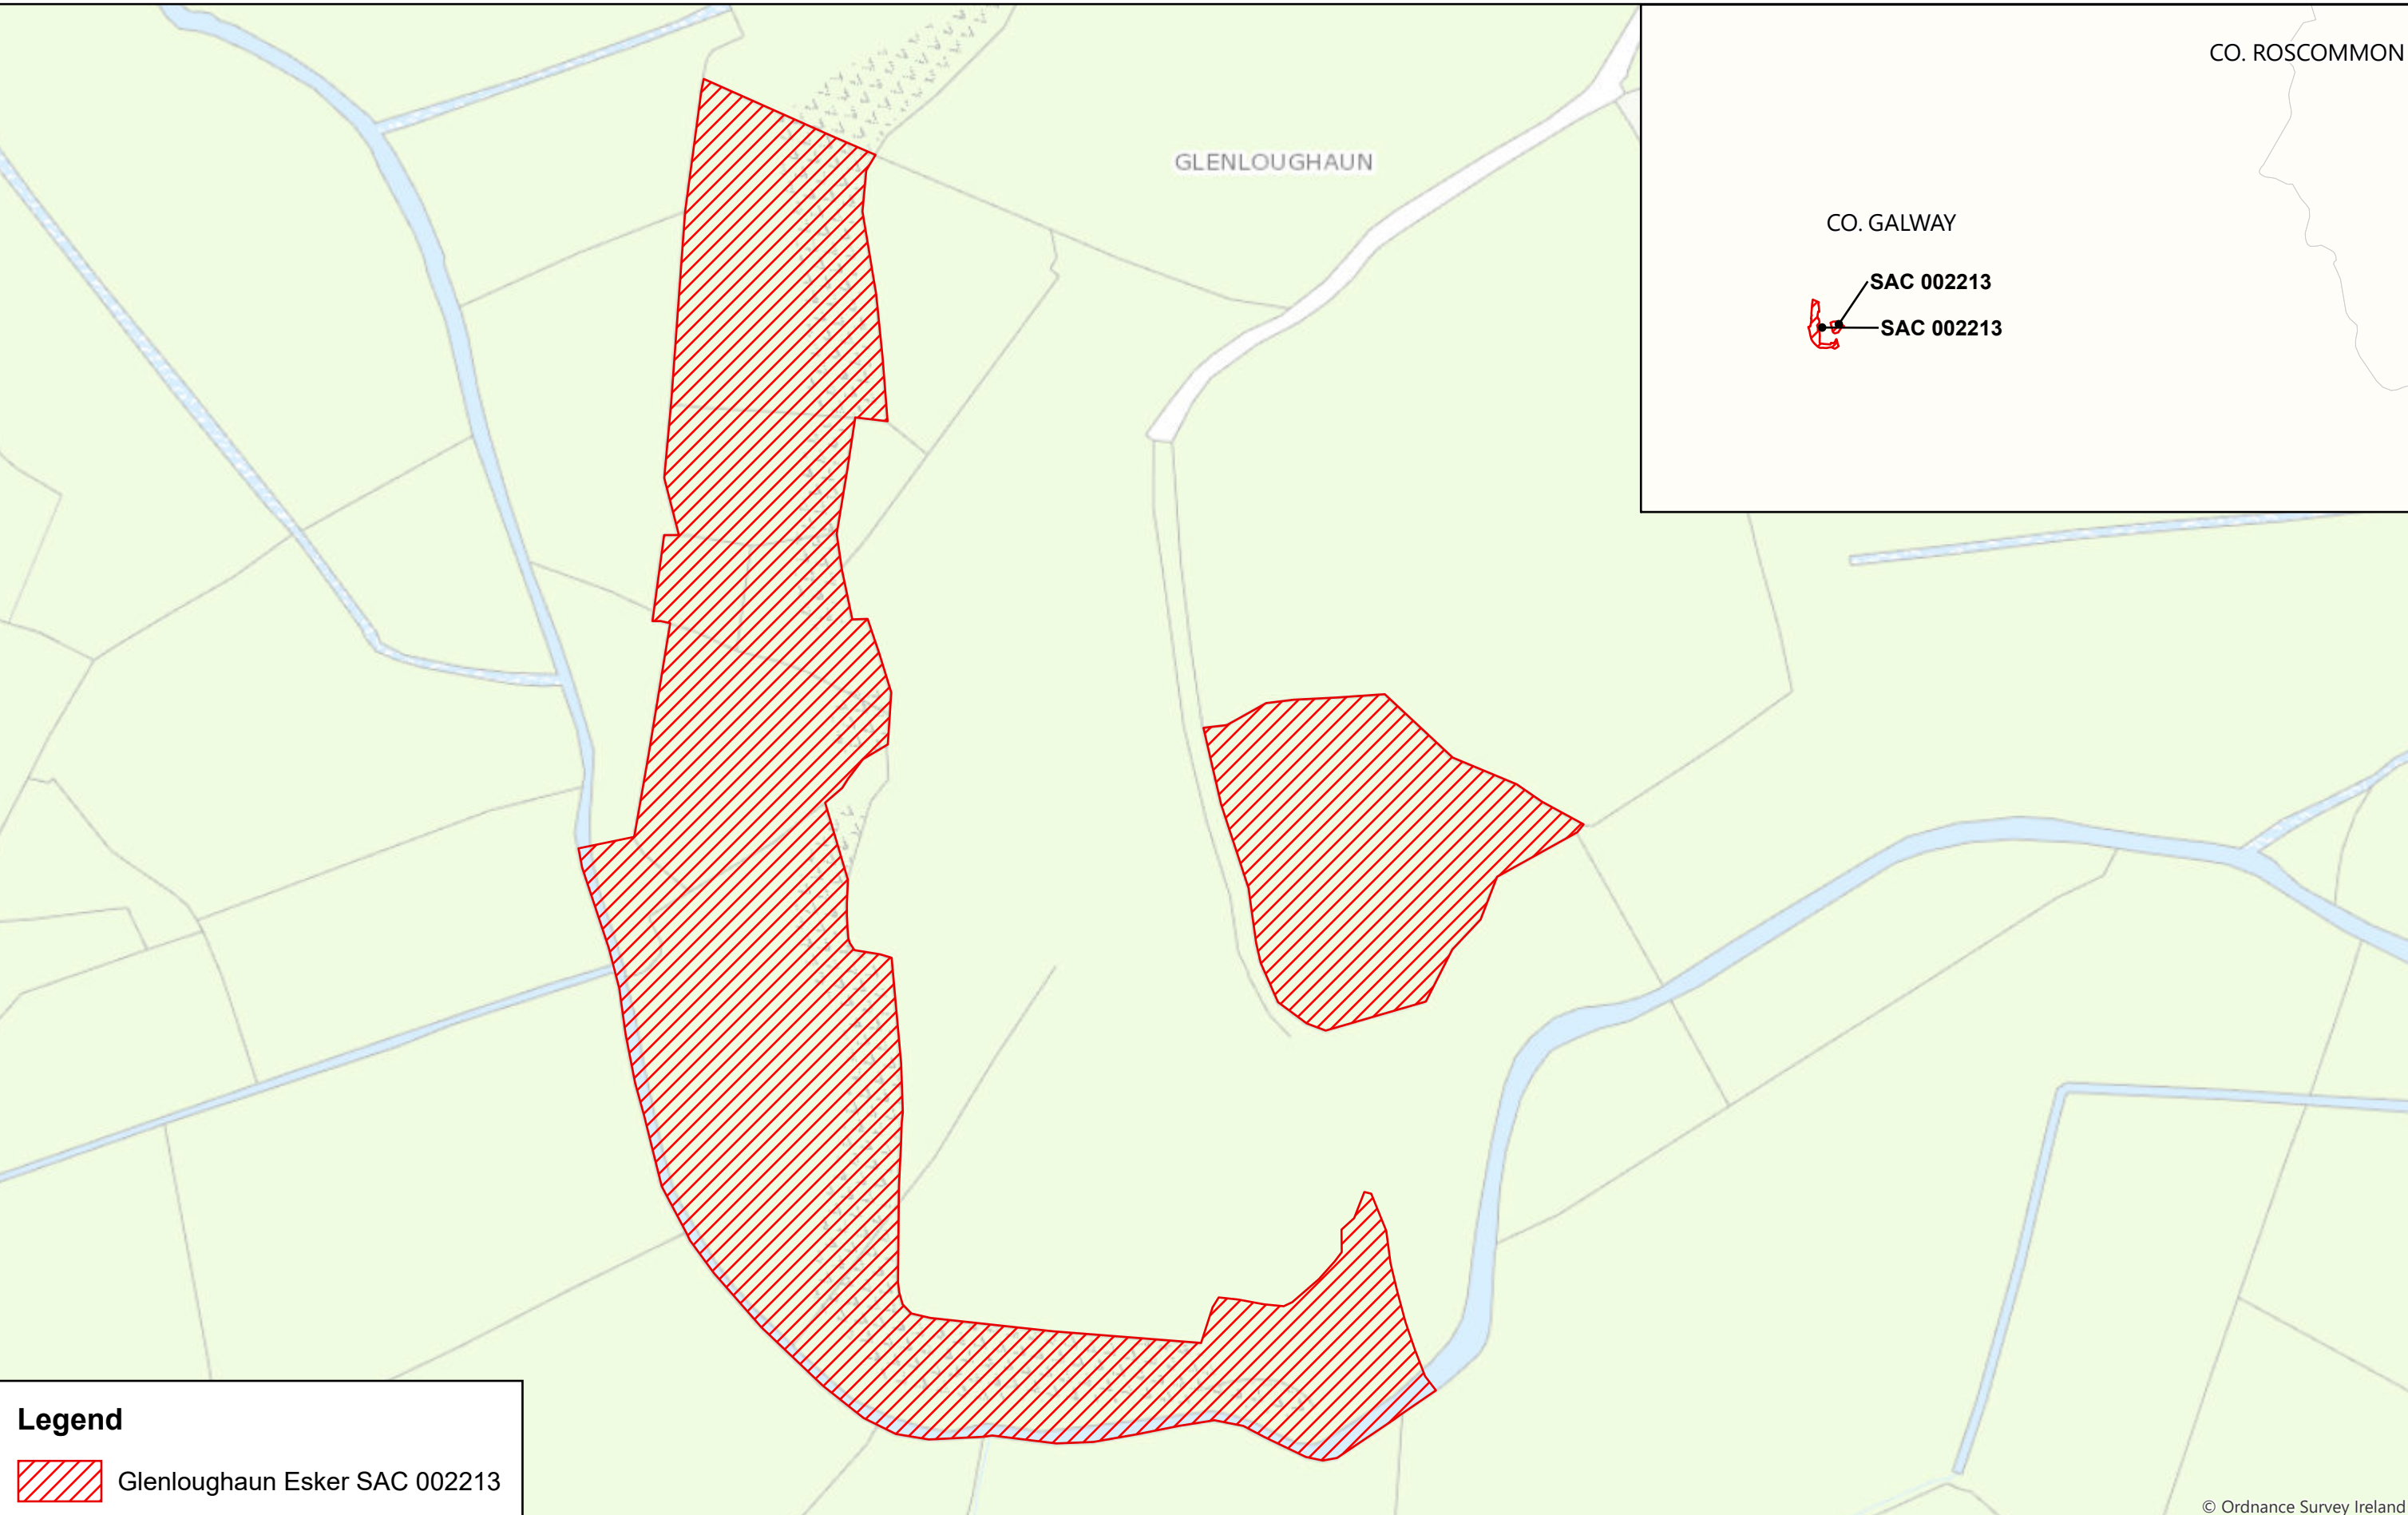 GLENLOUGHAUN
CO. ROSCOMMON
CO. GALWAY
SAC 002213
SAC 002213
Legend
Glenloughaun Esker SAC 002213
© Ordnance Survey Ireland